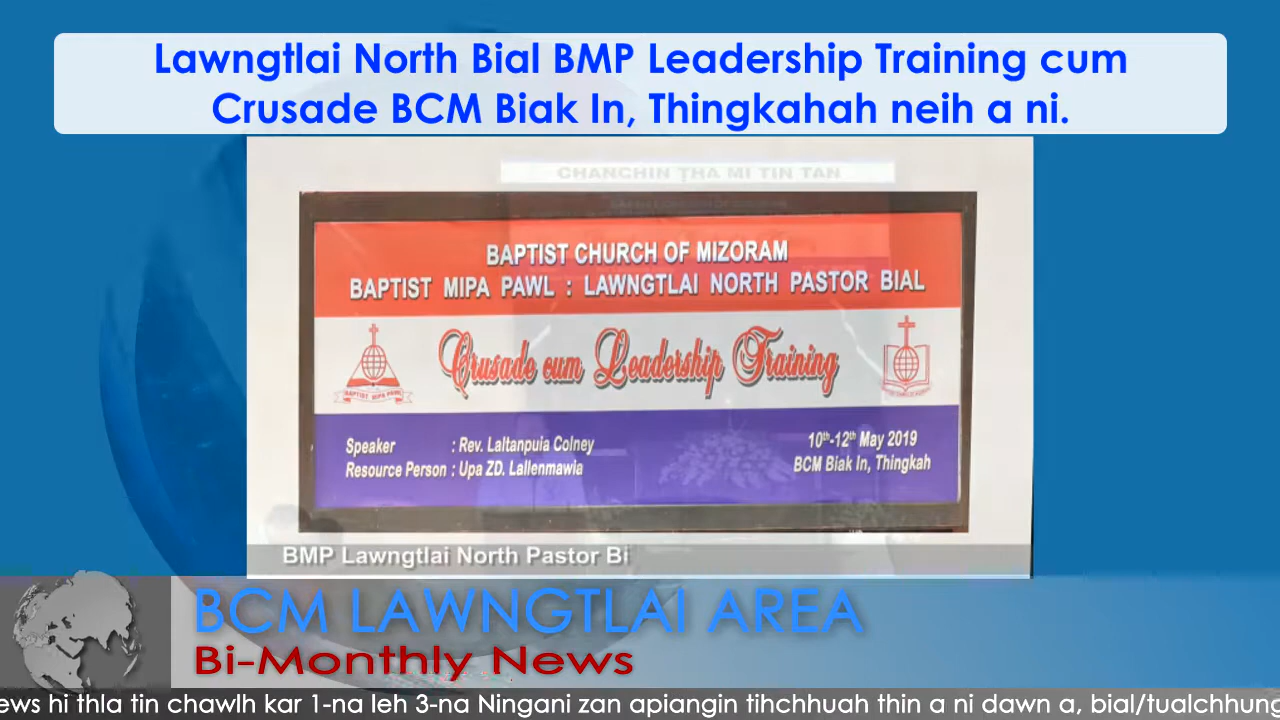 Lawngtlai North Bial BMP Leadership Training cum
Crusade BCM Biak In, Thingkahah neih a ni.
CHANCHIN ṬHA MI TIN TAN
BAPTIST CHURCH OF MIZORAM
BAPTIST MIPA PAWL : LAWNGTLAI NORTH PASTOR BIAL
Crusade cum Leadership Training
BAPTIST MIPA PAWL
Speaker : Rev. Laltanpuia Colney
Resource Person : Upa ZD. Lallenmawia
10th-12th May 2019
BCM Biak In, Thingkah
BMP Lawngtlai North Pastor Bi
BCM LAWNGTLAI AREA
Bi-Monthly News
ews hi thla tin chawlh kar 1-na leh 3-na Ningani zan apiangin tihchhuah thin a ni dawn a, bial/tualchhung